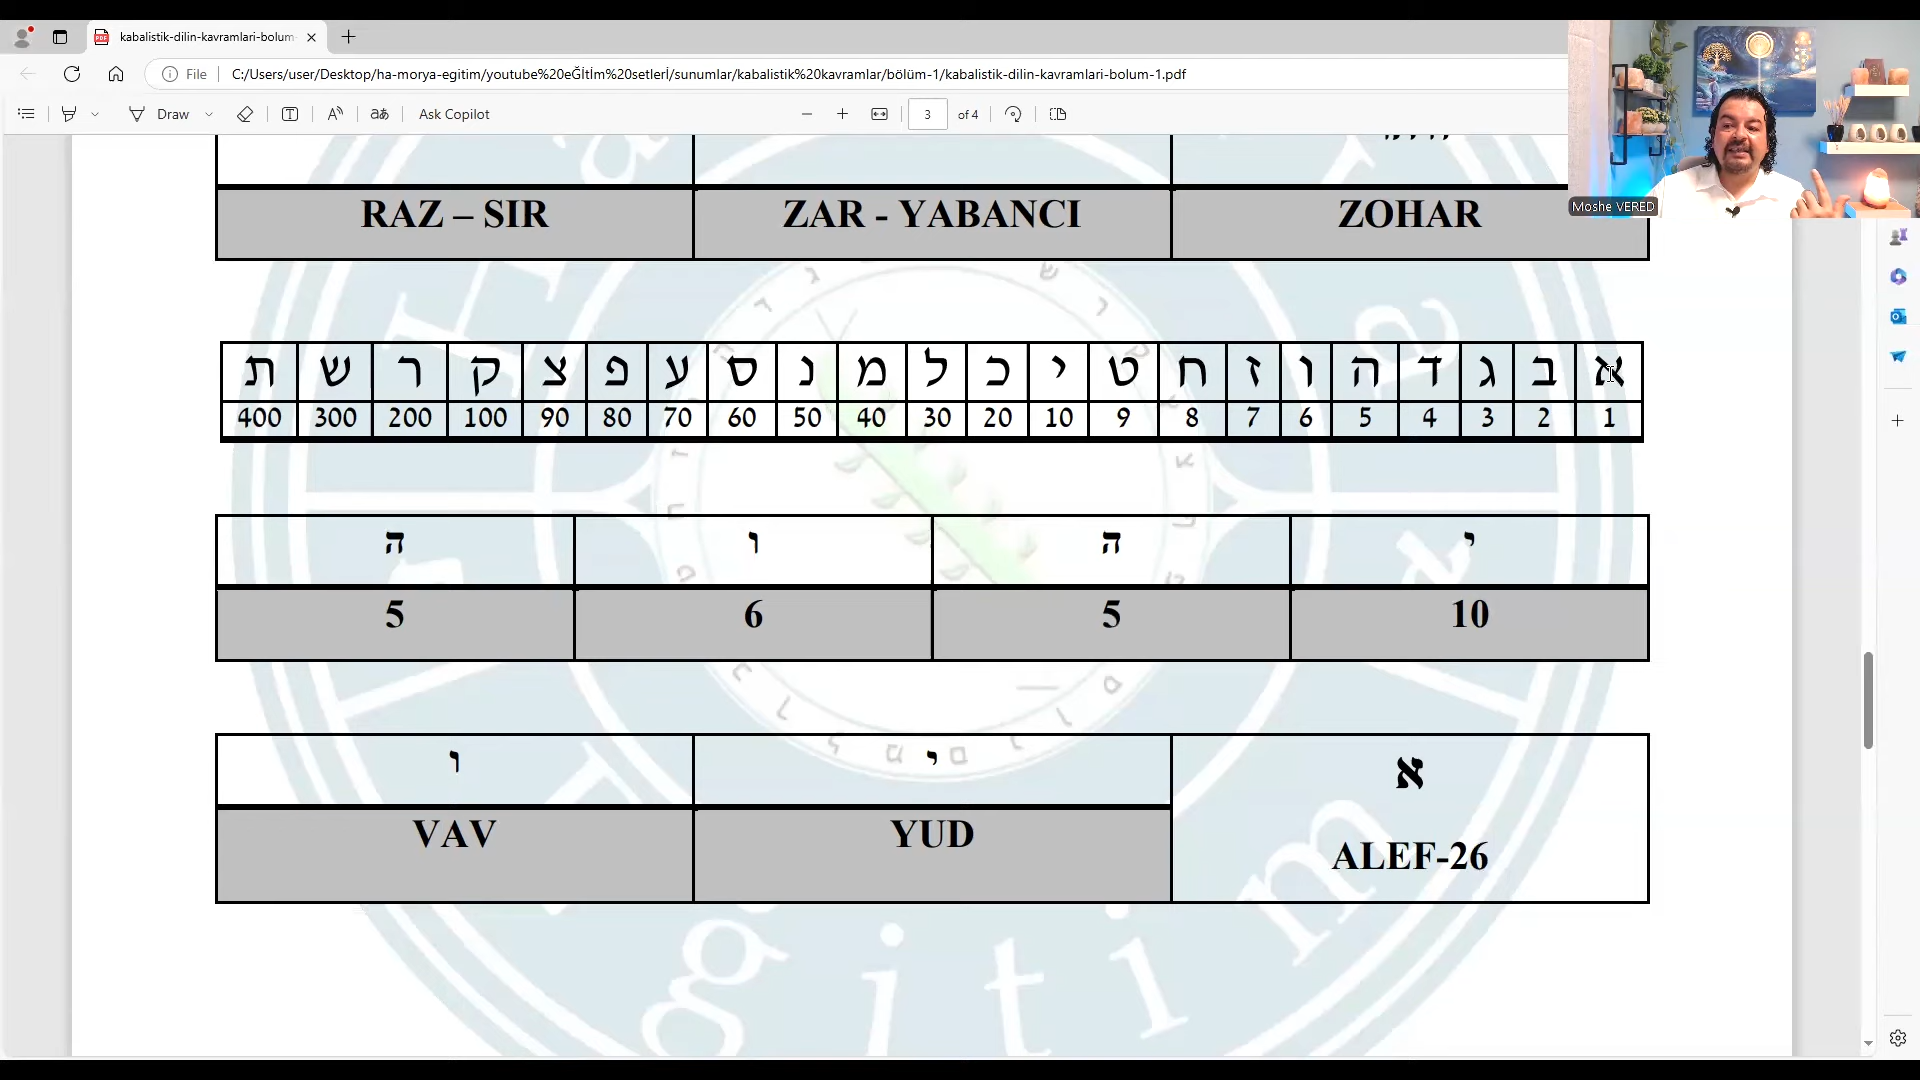 kabalistik-dilin-kavramlari-bolum-
File
C:/Users/user/Desktop/ha-morya-egitim/youtube%20eĞİtİm%20setlerİ/sunumlar/kabalistik%20kavramlar/bölüm-1/kabalistik-dilin-kavramlari-bolum-1.pdf
Draw
Ask Copilot
3 of 4
Moshe VERED
RAZ – SIR ZAR - YABANCI ZOHAR
א ב ג ד ה ו ז ח ט י כ ל מ נ ס ע פ צ ק ר ש ת
400 300 200 100 90 80 70 60 50 40 30 20 10 9 8 7 6 5 4 3 2 1
י ה ו ה
5 6 5 10
א י ו
VAV YUD
ALEF-26
gitim